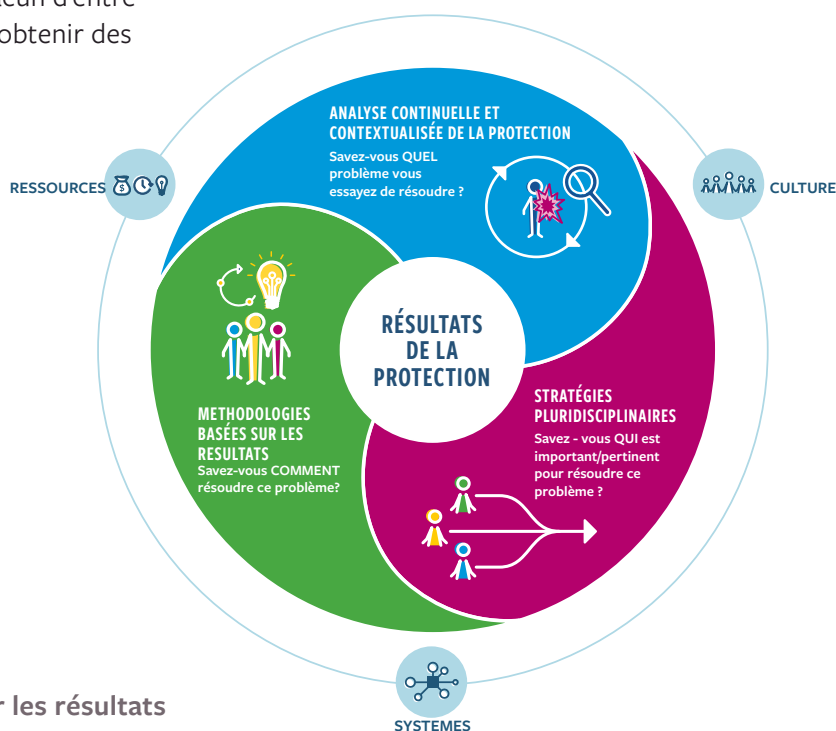 d'entre
obtenir des
ANALYSE CONTINUELLE ET
CONTEXTUALISÉE DE LA PROTECTION
Savez-vous QUEL
problème vous
essayez de résoudre ?
RESSOURCES
$
CULTURE
RÉSULTATS
DE LA
PROTECTION
METHODOLOGIES
BASÉES SUR LES
RESULTATS
Savez-vous COMMENT
résoudre ce problème?
STRATÉGIES
PLURIDISCIPLINAIRES
Savez - vous QUI est
important/pertinent
pour résoudre ce
problème ?
r les résultats
SYSTEMES